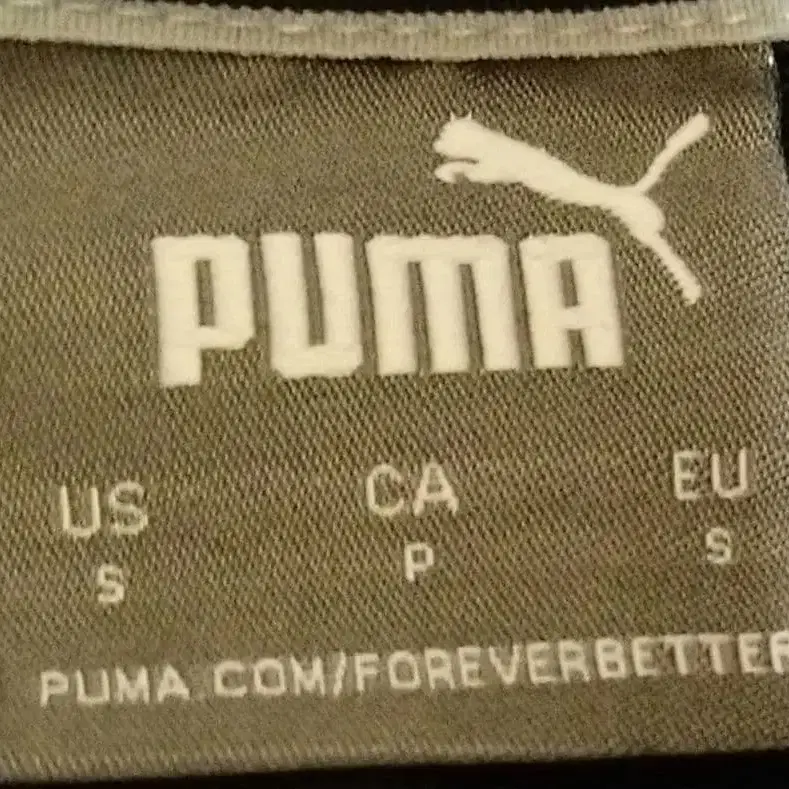 PUMA
US CA EU
S P S
PUMA.COM/FOREVERBETTER